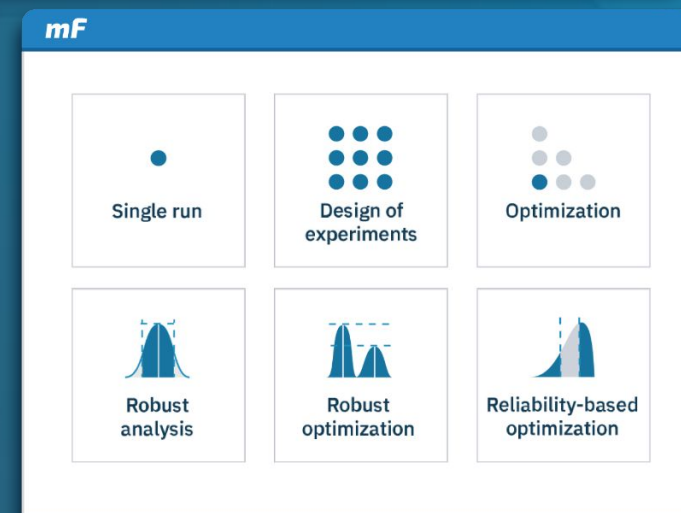 mF
Single run
Design of
experiments
Optimization
Robust
analysis
Robust
optimization
Reliability-based
optimization